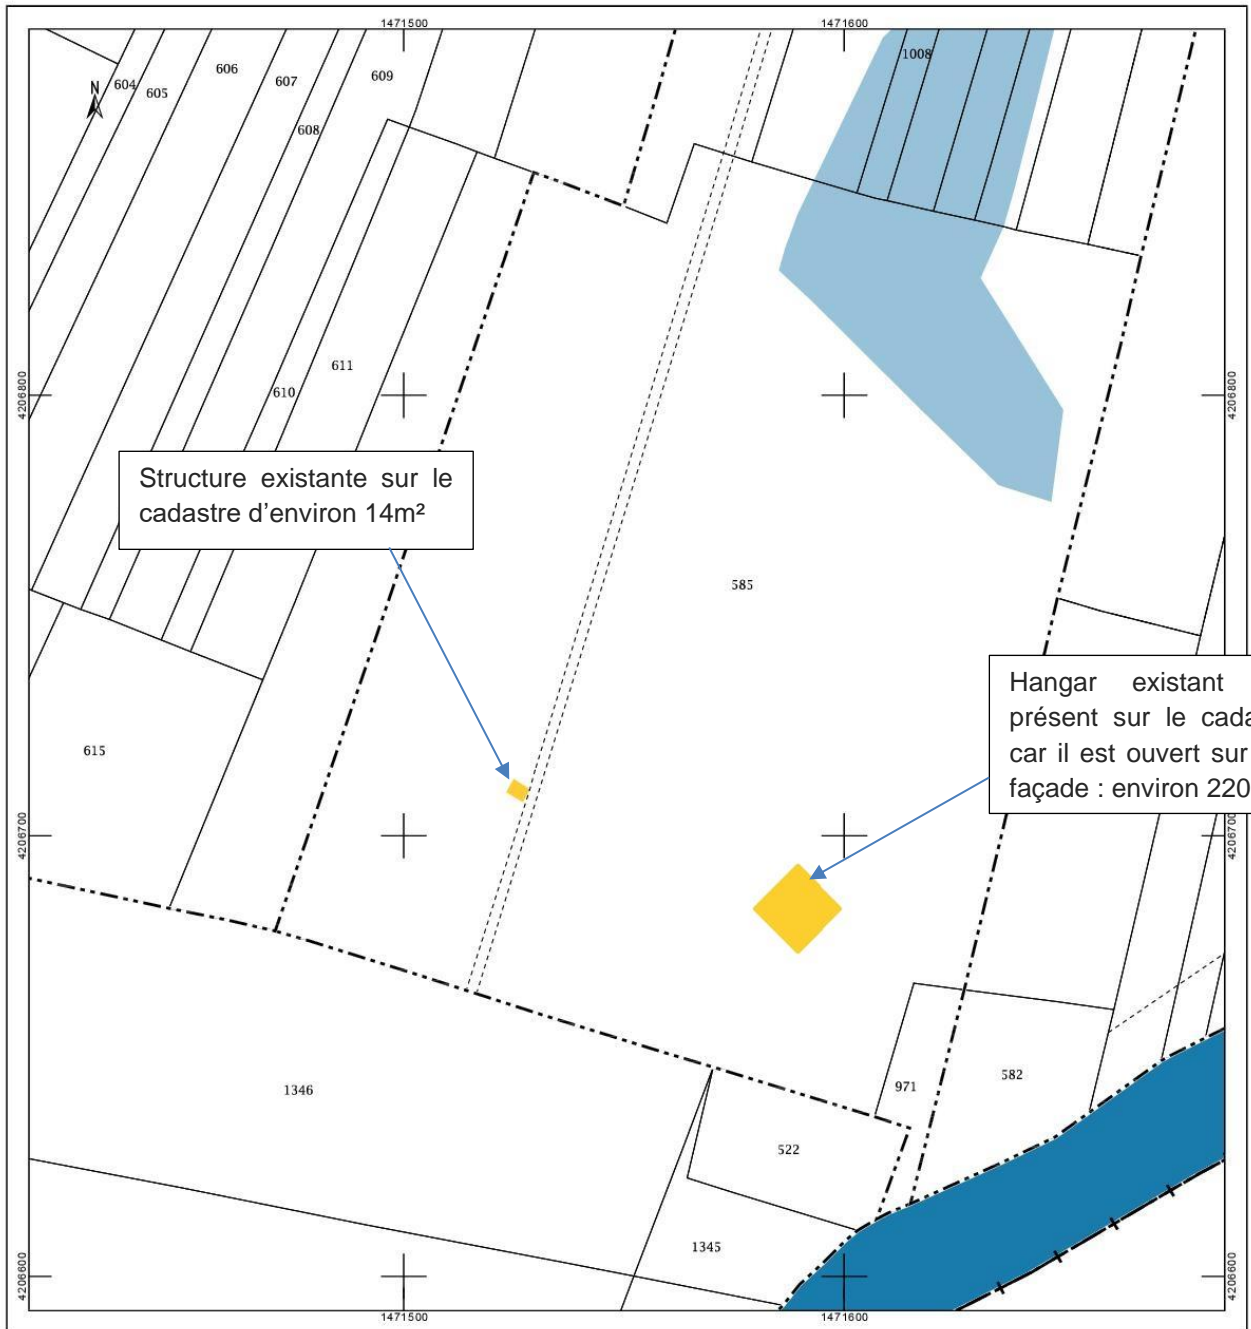 1471500 1471600
604 605 606 607 609 1008
N
608
611
610
4206800 4206800
Structure existante sur le
cadastre d’environ 14m²
585
Hangar existant
présent sur le cada
car il est ouvert sur
façade : environ 220
615
4206700 4206700
1346
971
582
522
1345
4206600 4206600
1471500 1471600